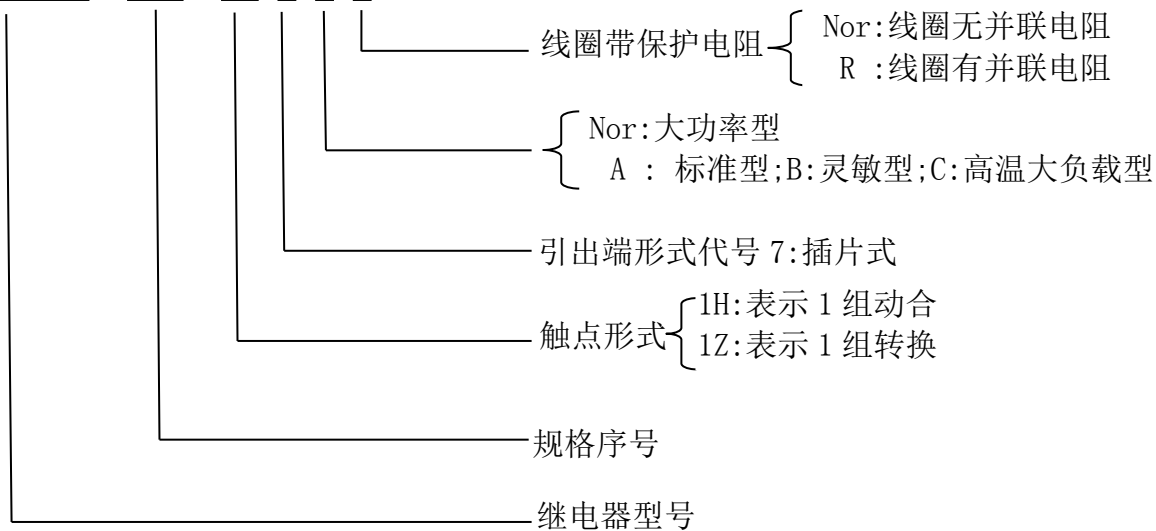 线圈带保护电阻
Nor:线圈无并联电阻
R :线圈有并联电阻
Nor:大功率型
A : 标准型;B:灵敏型;C:高温大负载型
引出端形式代号 7:插片式
触点形式
1H:表示 1 组动合
1Z:表示 1 组转换
规格序号
继电器型号